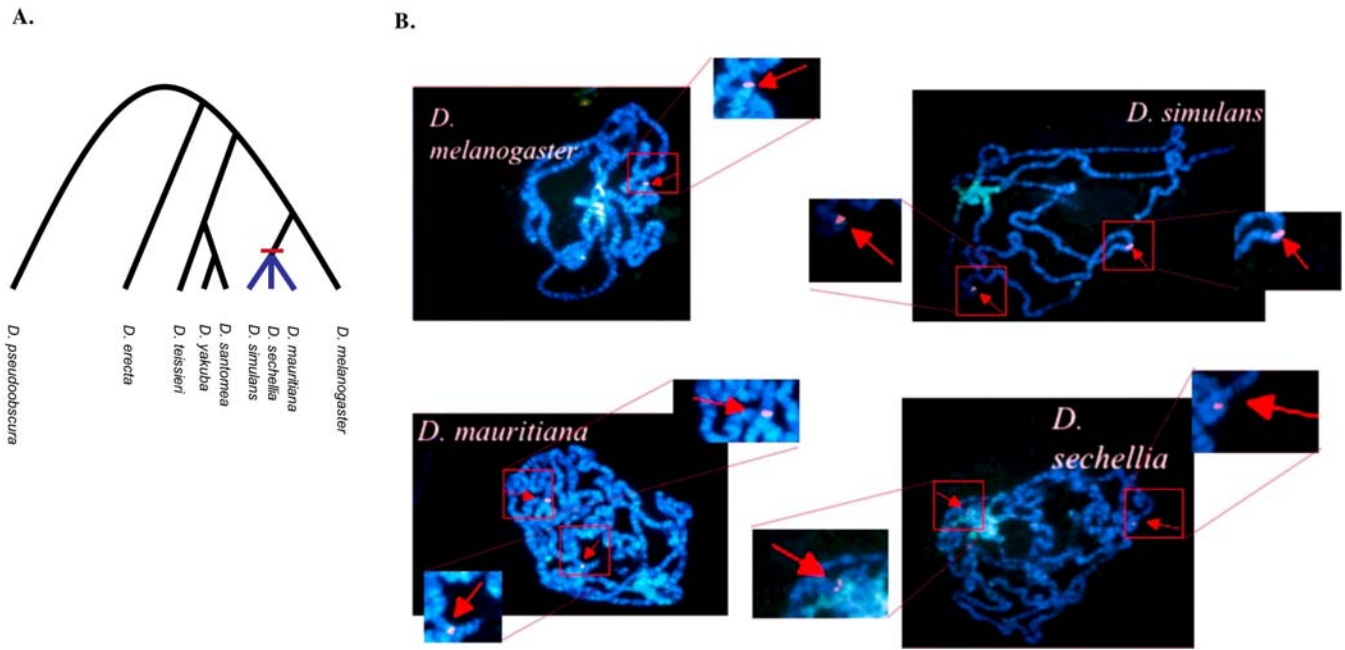 A.
B.
D. pseudoobscura
D. erecta
D. teissieri
D. yakuba
D. santomea
D. simulans
D. sechellia
D. mauritiana
D. melanogaster
D.
melanogaster
D. simulans
D. mauritiana
D.
sechellia